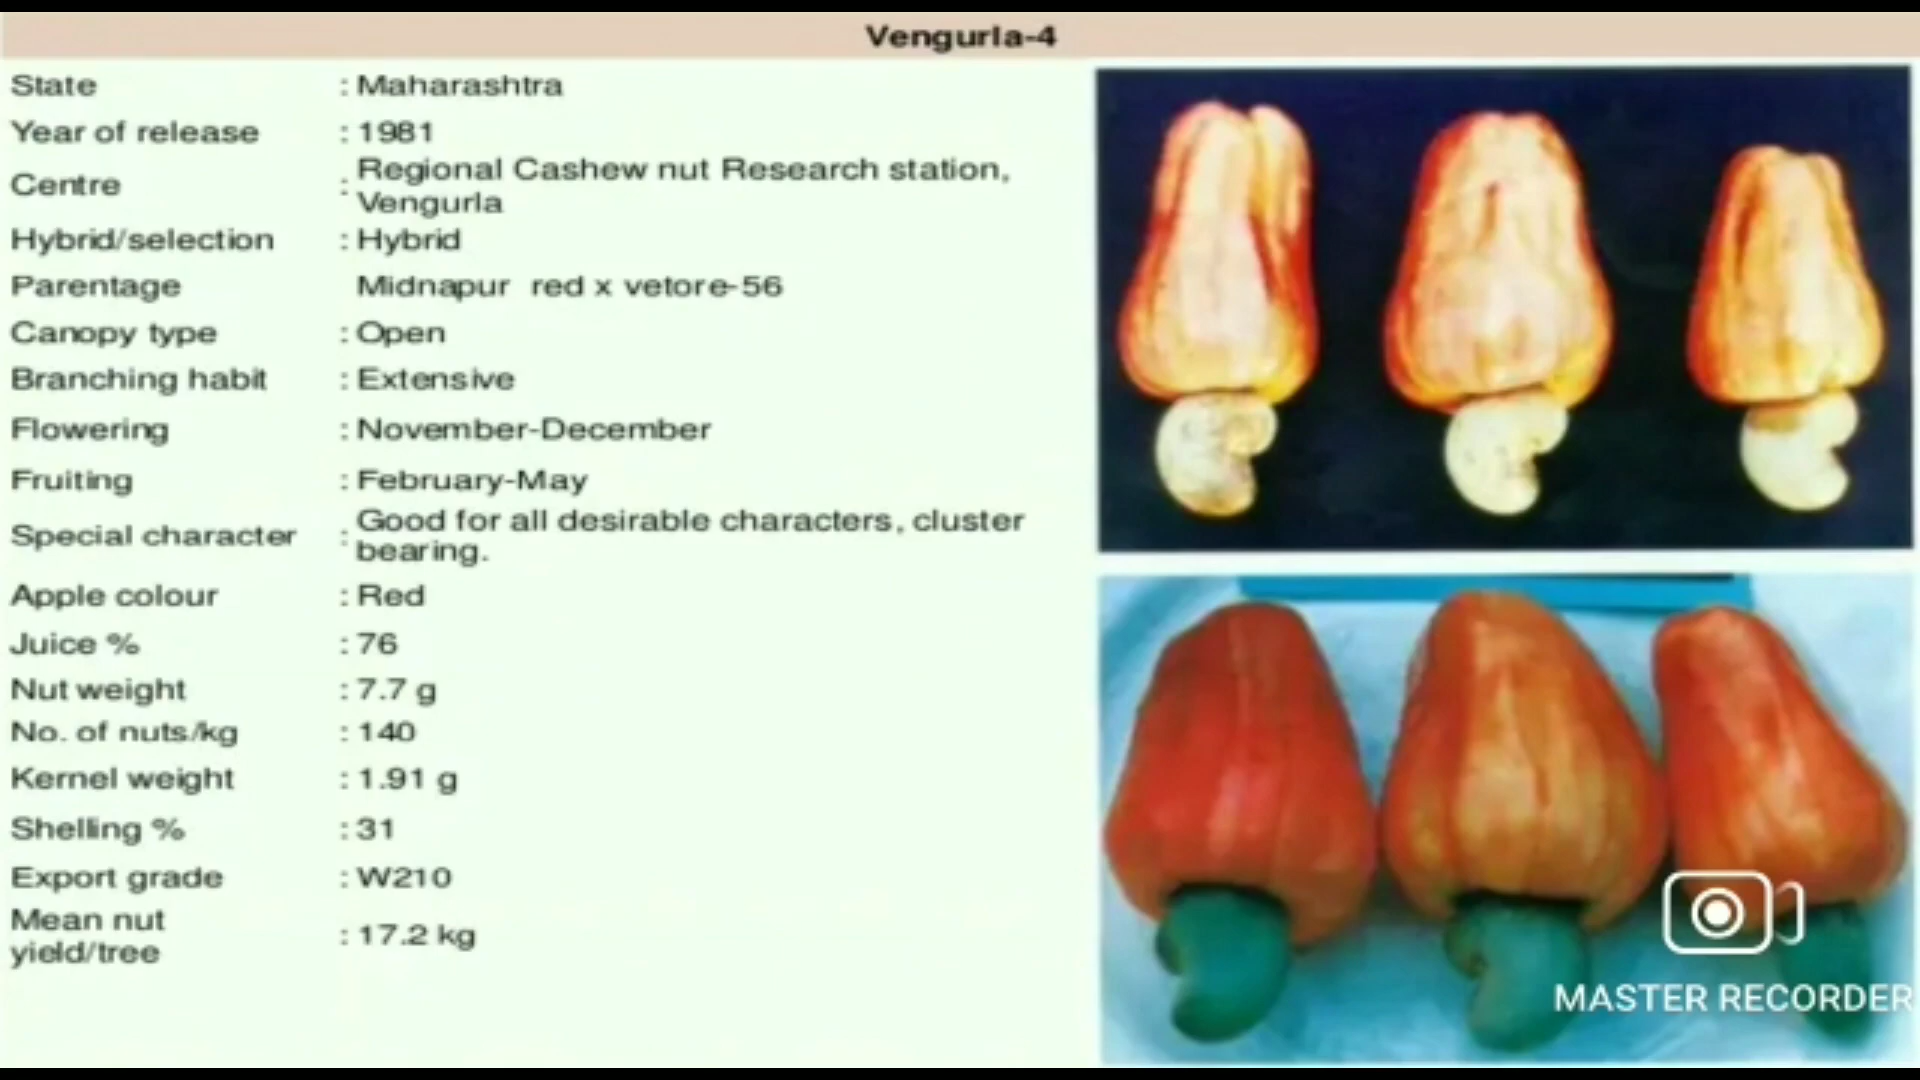 Vengurla-4
State : Maharashtra
Year of release : 1981
Centre : Regional Cashew nut Research station,
Vengurla
Hybrid/selection : Hybrid
Parentage Midnapur red x vetore-56
Canopy type : Open
Branching habit : Extensive
Flowering : November-December
Fruiting : February-May
Special character : Good for all desirable characters, cluster
bearing.
Apple colour : Red
Juice % : 76
Nut weight : 7.7 g
No. of nuts/kg : 140
Kernel weight : 1.91 g
Shelling % : 31
Export grade : W210
Mean nut
yield/tree : 17.2 kg
MASTER RECORDER